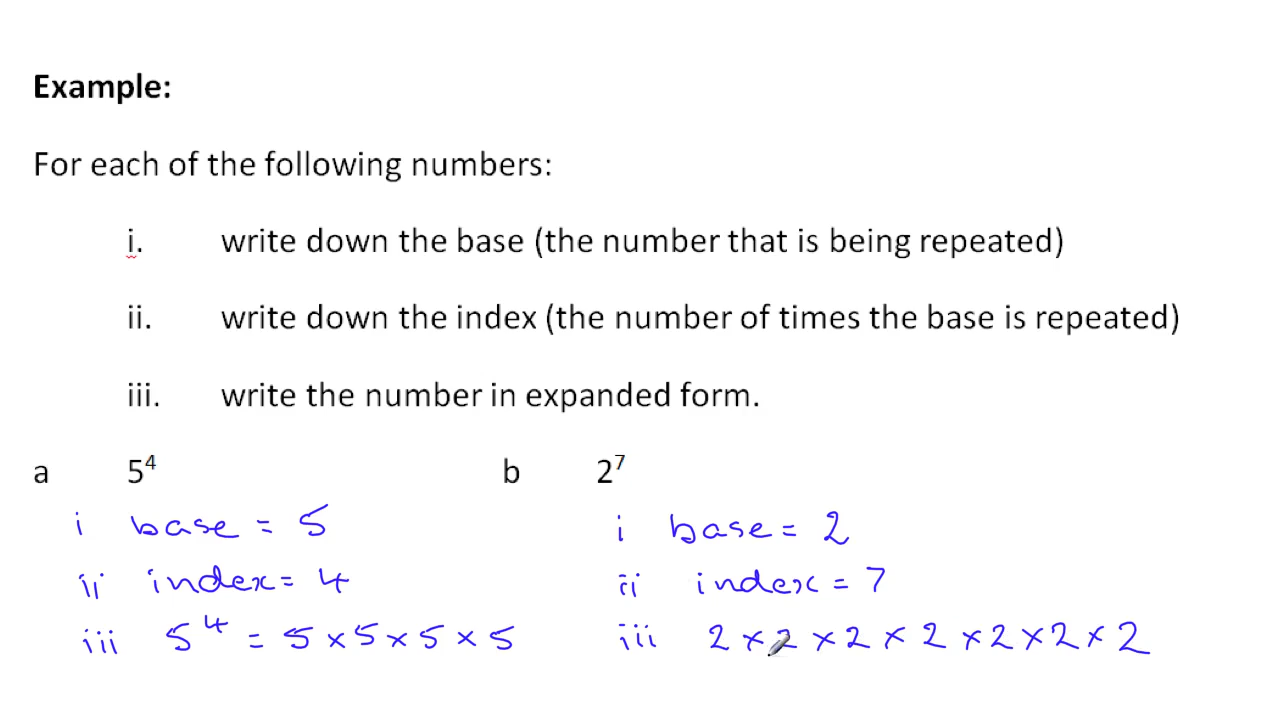 Example:
For each of the following numbers:
i. write down the base (the number that is being repeated)
ii. write down the index (the number of times the base is repeated)
iii. write the number in expanded form.
a 5⁴ b 2⁷
i base = 5 i base = 2
ii index = 4 ii index = 7
iii 5⁴ = 5 × 5 × 5 × 5 iii 2 × 2 × 2 × 2 × 2 × 2 × 2